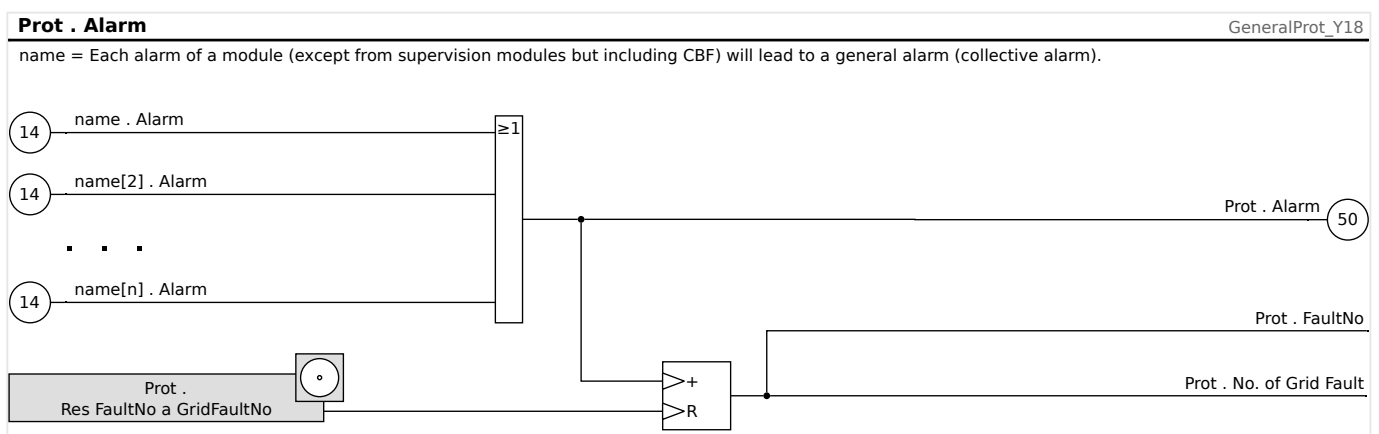 Prot . Alarm
GeneralProt_Y18
name = Each alarm of a module (except from supervision modules but including CBF) will lead to a general alarm (collective alarm).
14
name . Alarm
≥1
14
name[2] . Alarm
Prot . Alarm
50
14
name[n] . Alarm
Prot . FaultNo
Prot .
Res FaultNo a GridFaultNo
+
R
Prot . No. of Grid Fault